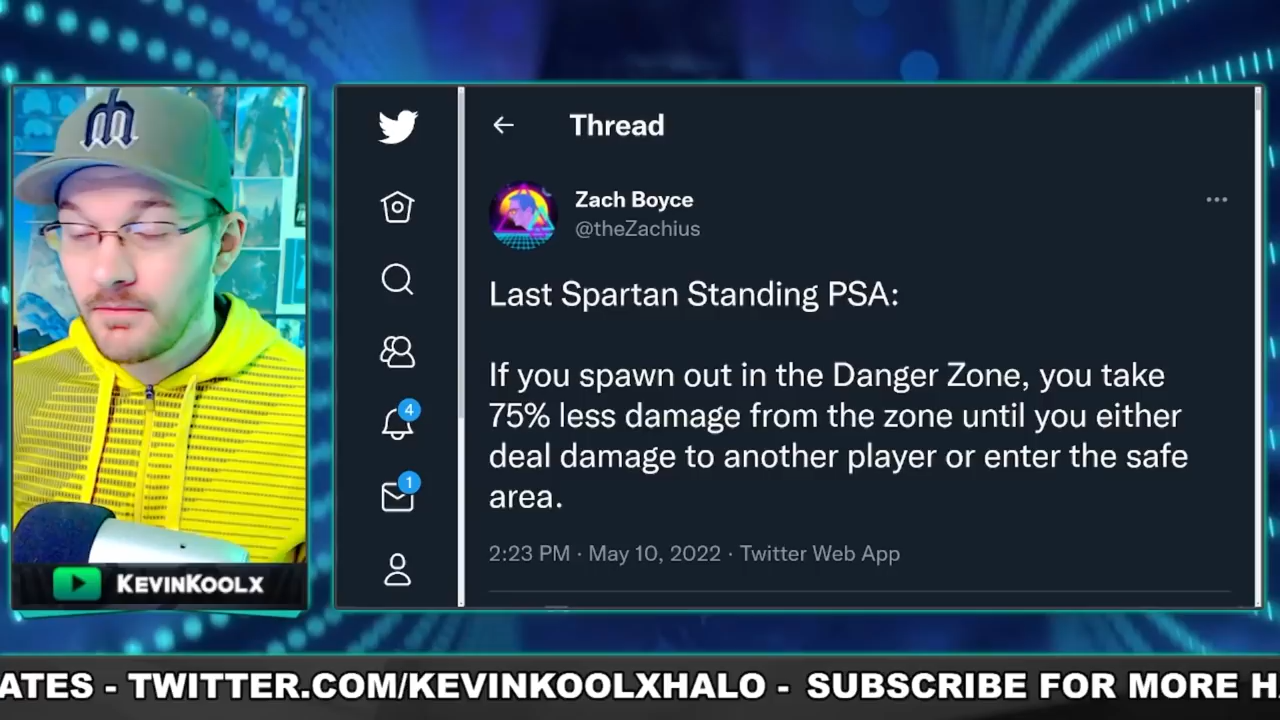 Thread
Zach Boyce
@theZachius
Last Spartan Standing PSA:
If you spawn out in the Danger Zone, you take
75% less damage from the zone until you either
deal damage to another player or enter the safe
area.
2:23 PM · May 10, 2022 · Twitter Web App
4
1
KEVINKOOLX
ATES - TWITTER.COM/KEVINKOOLXHALO - SUBSCRIBE FOR MORE H